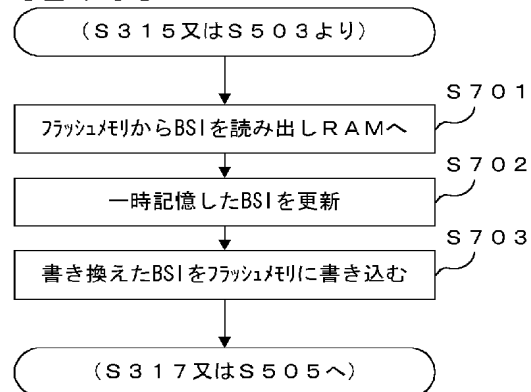 (S315又はS503より)
S701
フラッシュメモリからBSIを読み出しRAMへ
S702
一時記憶したBSIを更新
S703
書き換えたBSIをフラッシュメモリに書き込む
(S317又はS505へ)